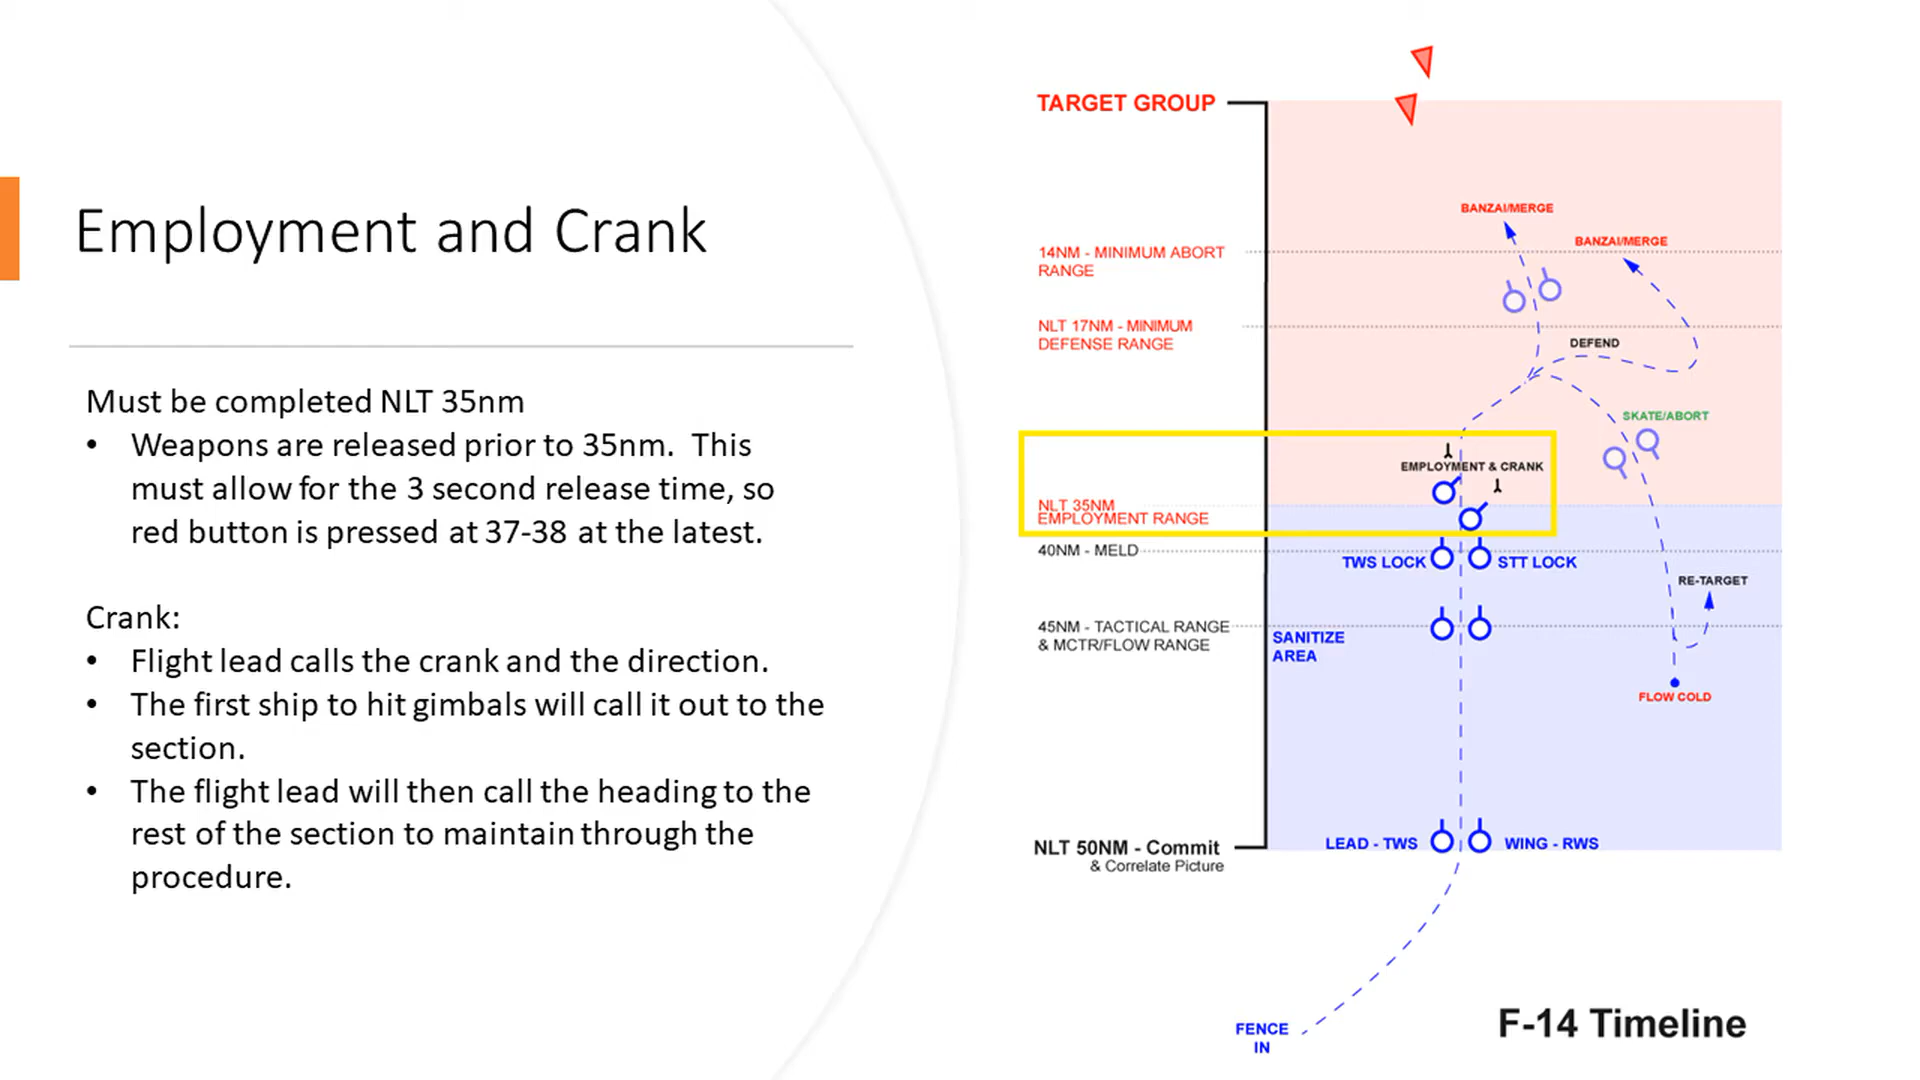 Employment and Crank
Must be completed NLT 35nm
• Weapons are released prior to 35nm. This
must allow for the 3 second release time, so
red button is pressed at 37-38 at the latest.
Crank:
• Flight lead calls the crank and the direction.
• The first ship to hit gimbals will call it out to the
section.
• The flight lead will then call the heading to the
rest of the section to maintain through the
procedure.
TARGET GROUP
BANZAI/MERGE
BANZAI/MERGE
14NM - MINIMUM ABORT
RANGE
NLT 17NM - MINIMUM
DEFENSE RANGE
DEFEND
SKATE/ABORT
EMPLOYMENT & CRANK
NLT 35NM
EMPLOYMENT RANGE
40NM - MELD
TWS LOCK
STT LOCK
RE-TARGET
45NM - TACTICAL RANGE
& MCTR/FLOW RANGE
SANITIZE
AREA
FLOW COLD
NLT 50NM - Commit
& Correlate Picture
LEAD - TWS
WING - RWS
FENCE
IN
F-14 Timeline